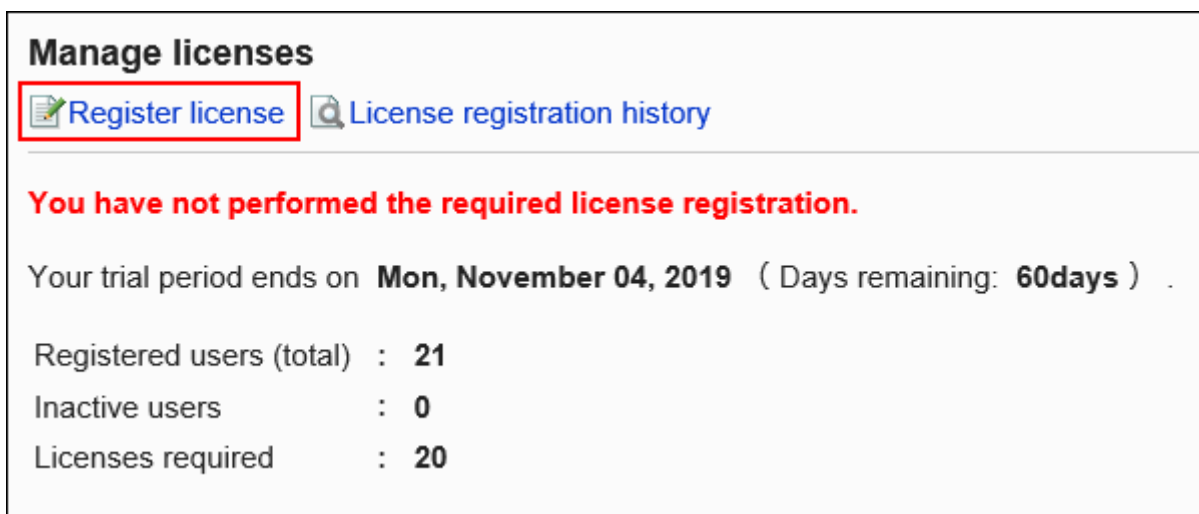 Manage licenses
Register license License registration history
You have not performed the required license registration.
Your trial period ends on Mon, November 04, 2019 ( Days remaining: 60days ) .
Registered users (total) : 21
Inactive users : 0
Licenses required : 20